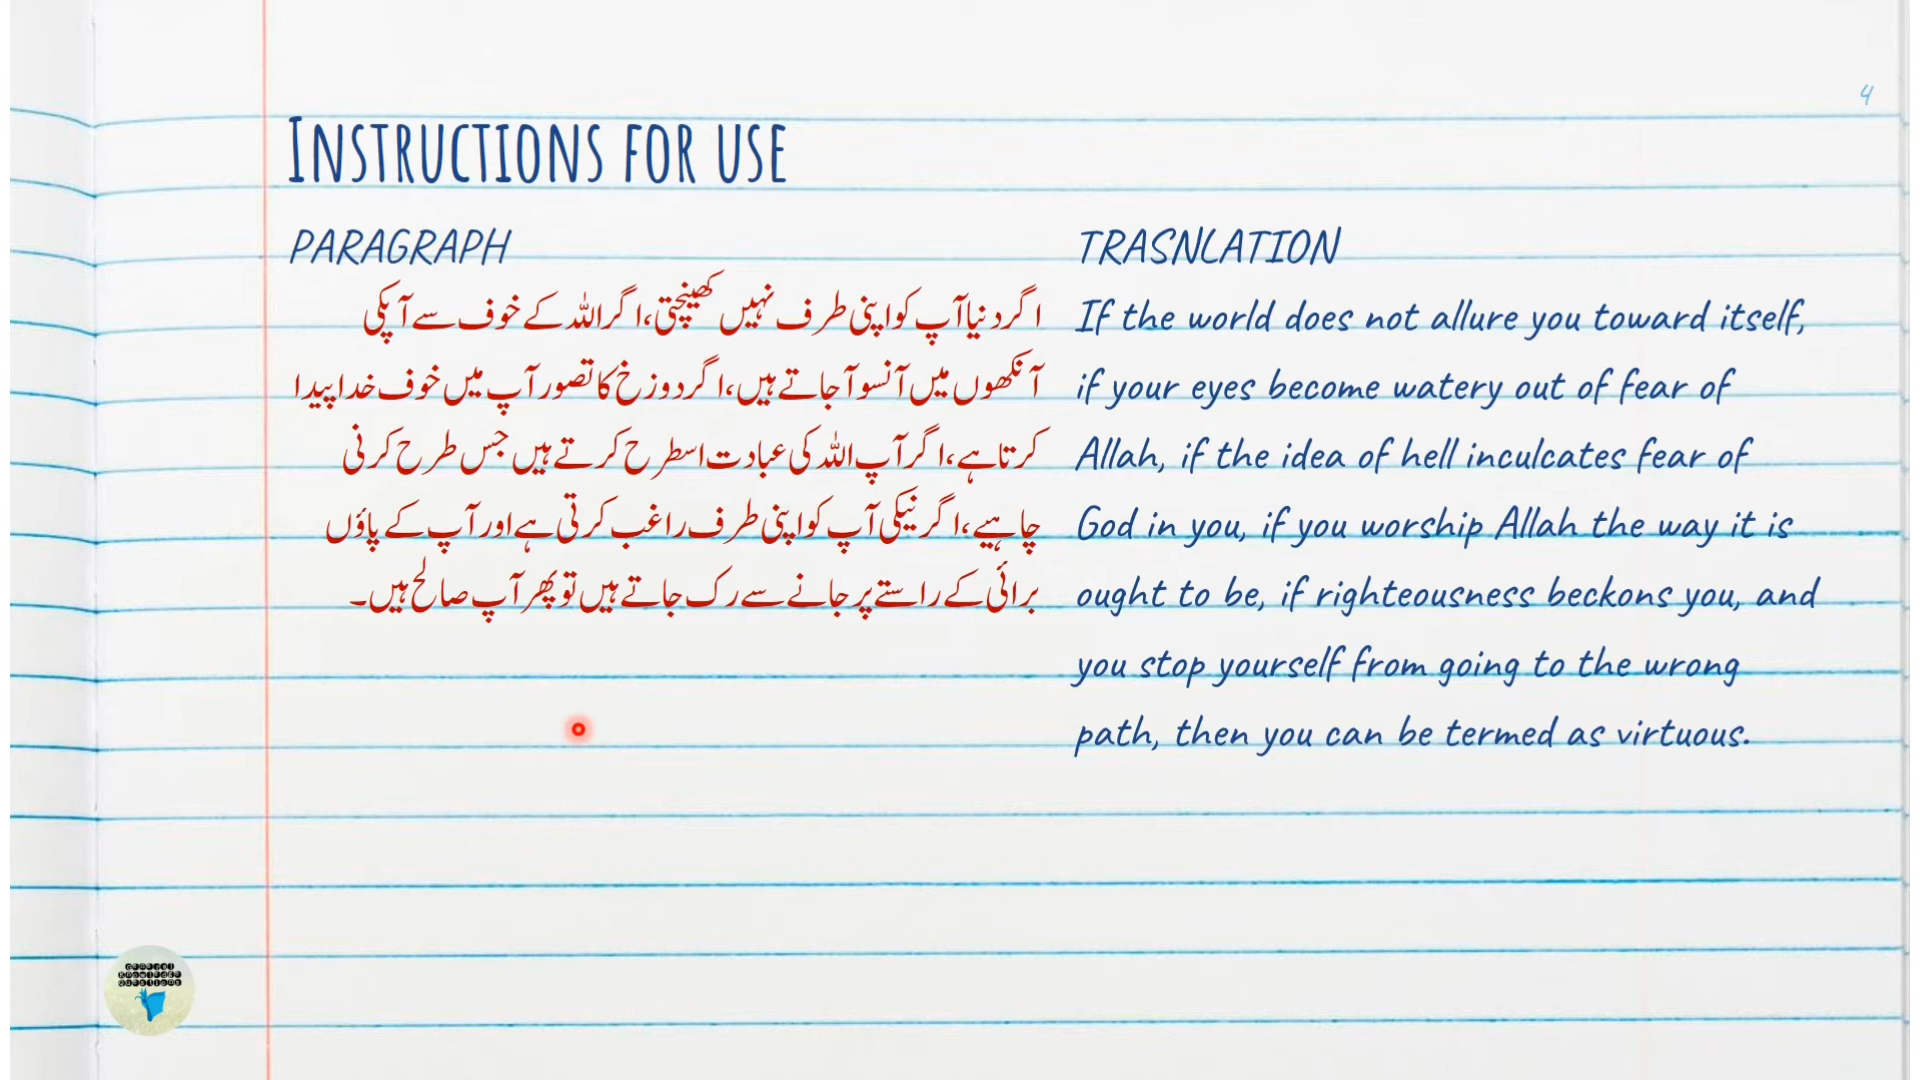 4
INSTRUCTIONS FOR USE
PARAGRAPH
اگر دنیا آپ کو اپنی طرف نہیں کھینچتی، اگر اللہ کے خوف سے آپکی
آنکھوں میں آنسو آ جاتے ہیں، اگر دوزخ کا تصور آپ میں خوف خدا پیدا
کرتا ہے، اگر آپ اللہ کی عبادت اسطرح کرتے ہیں جس طرح کرنی
چاہیے، اگر نیکی آپ کو اپنی طرف راغب کرتی ہے اور آپ کے پاؤں
برائی کے راستے پر جانے سے رک جاتے ہیں تو پھر آپ صالح ہیں۔
TRASNLATION
If the world does not allure you toward itself,
if your eyes become watery out of fear of
Allah, if the idea of hell inculcates fear of
God in you, if you worship Allah the way it is
ought to be, if righteousness beckons you, and
you stop yourself from going to the wrong
path, then you can be termed as virtuous.
General
Knowledge
Questions